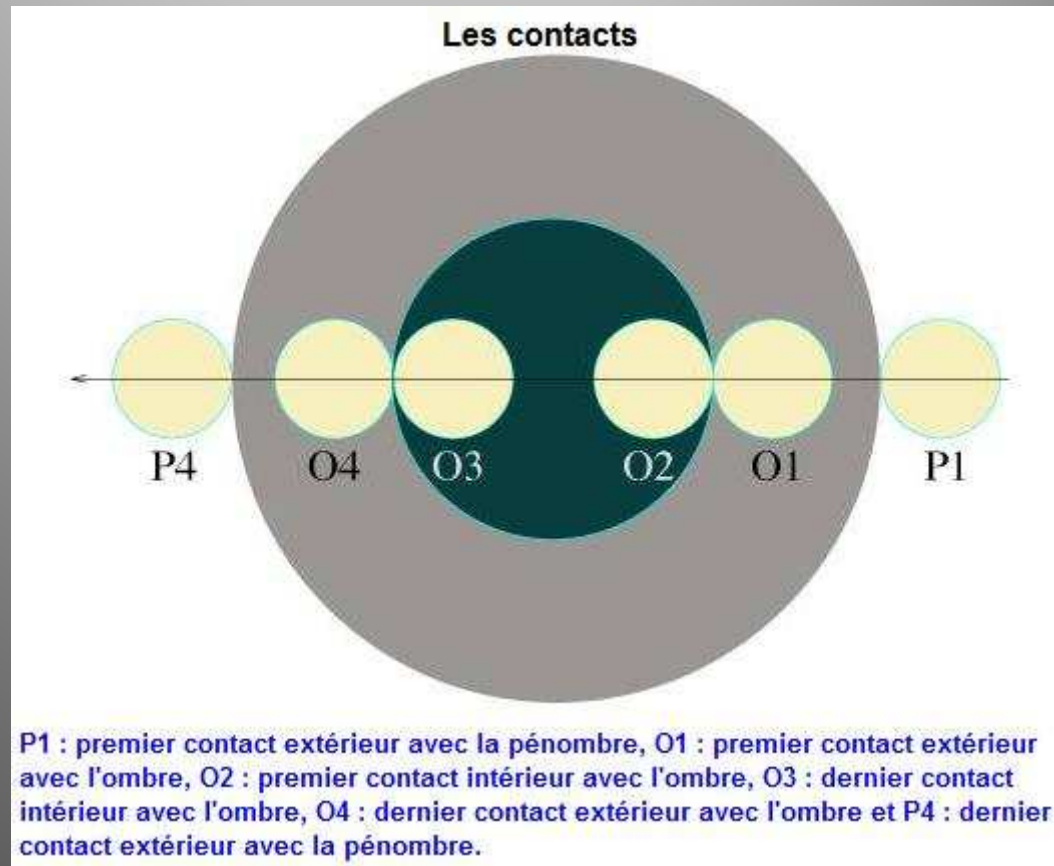 Les contacts
P4 O4 O3 O2 O1 P1
P1 : premier contact extérieur avec la pénombre, O1 : premier contact extérieur
avec l'ombre, O2 : premier contact intérieur avec l'ombre, O3 : dernier contact
intérieur avec l'ombre, O4 : dernier contact extérieur avec l'ombre et P4 : dernier
contact extérieur avec la pénombre.